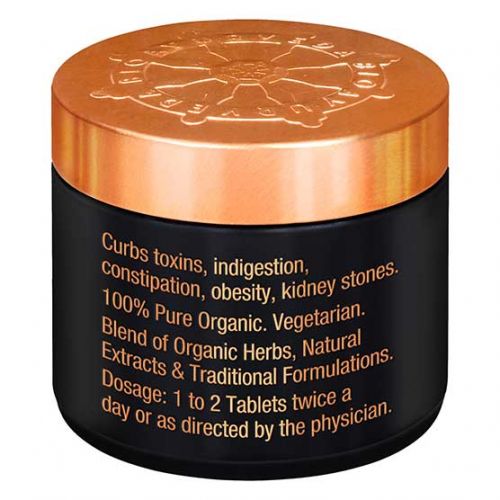 Curbs toxins, indigestion,
constipation, obesity, kidney stones.
100% Pure Organic. Vegetarian.
Blend of Organic Herbs, Natural
Extracts & Traditional Formulations.
Dosage: 1 to 2 Tablets twice a
day or as directed by the physician.